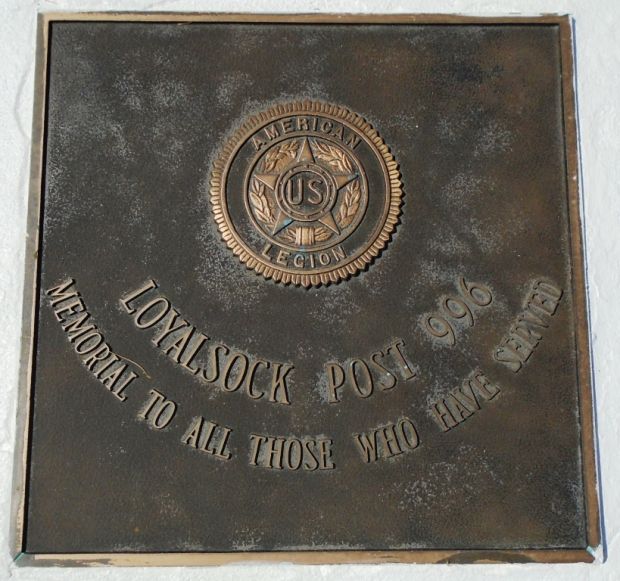 AMERICAN
US
LEGION
LOYALSOCK POST 996
MEMORIAL TO ALL THOSE WHO HAVE SERVED